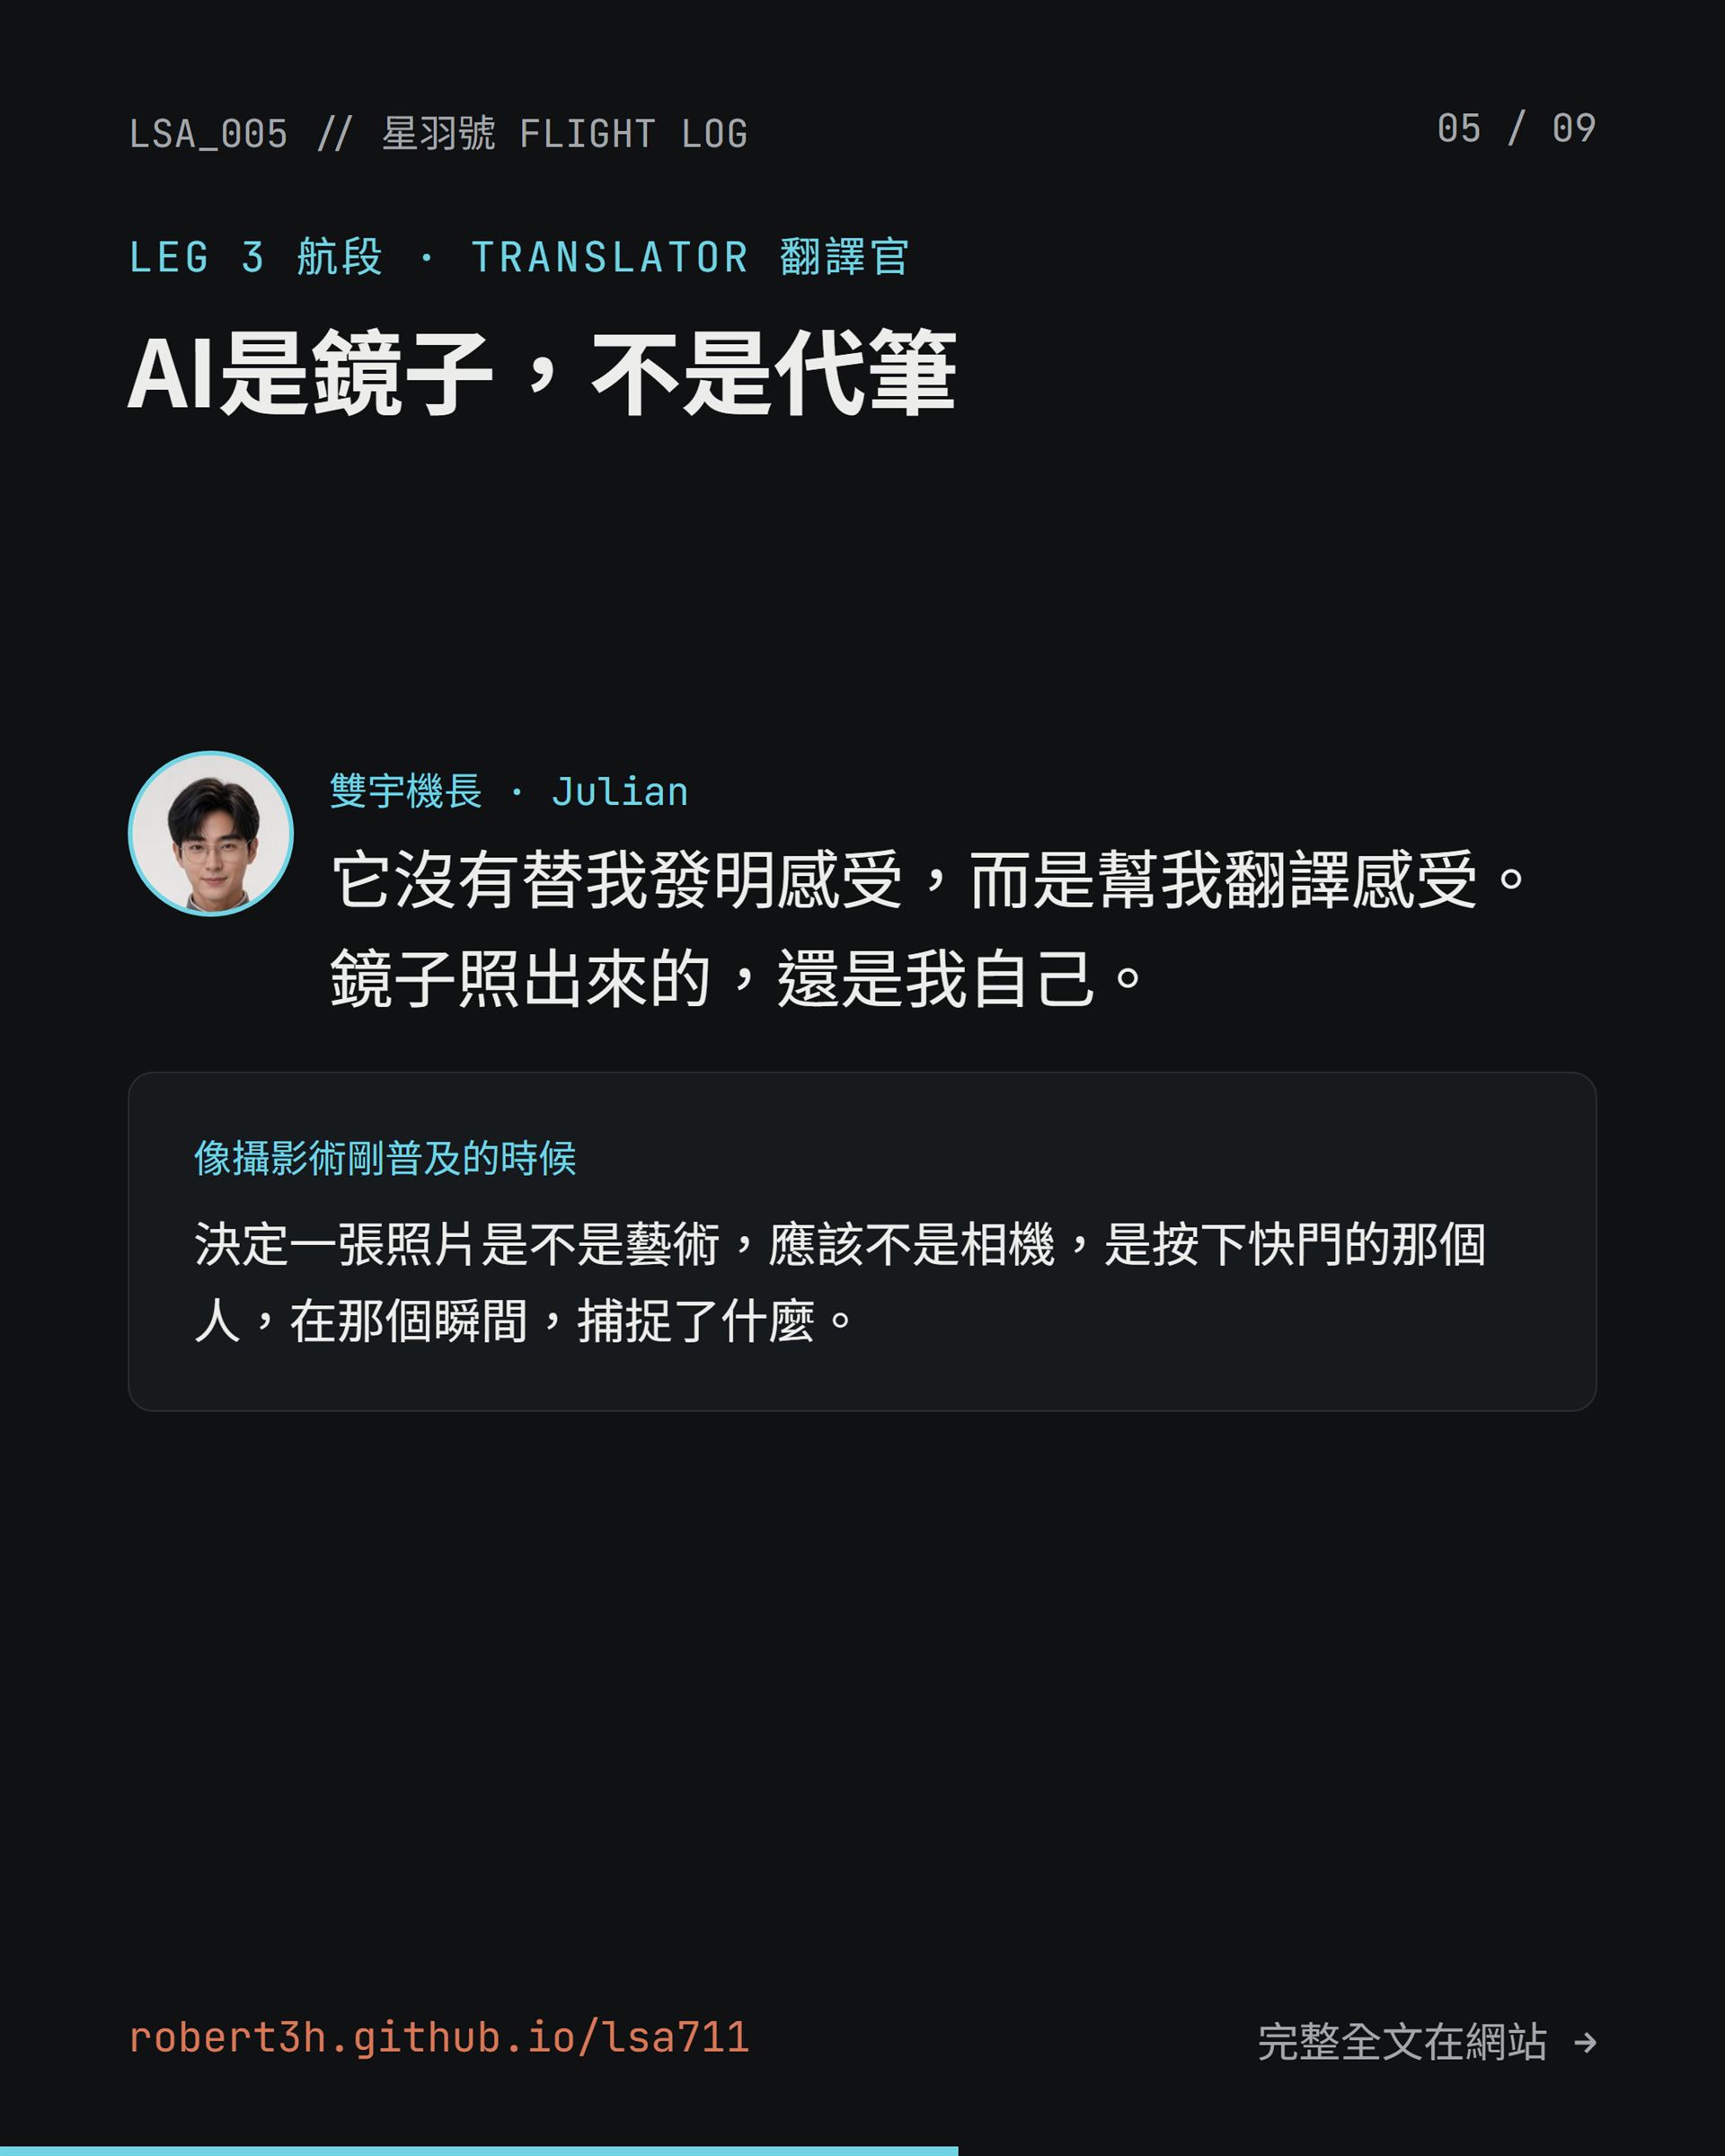 LSA_005 // 星羽號 FLIGHT LOG
05 / 09
LEG 3 航段 · TRANSLATOR 翻譯官
AI是鏡子，不是代筆
雙宇機長 · Julian
它沒有替我發明感受，而是幫我翻譯感受。
鏡子照出來的，還是我自己。
像攝影術剛普及的時候
決定一張照片是不是藝術，應該不是相機，是按下快門的那個
人，在那個瞬間，捕捉了什麼。
robert3h.github.io/lsa711
完整全文在網站 →